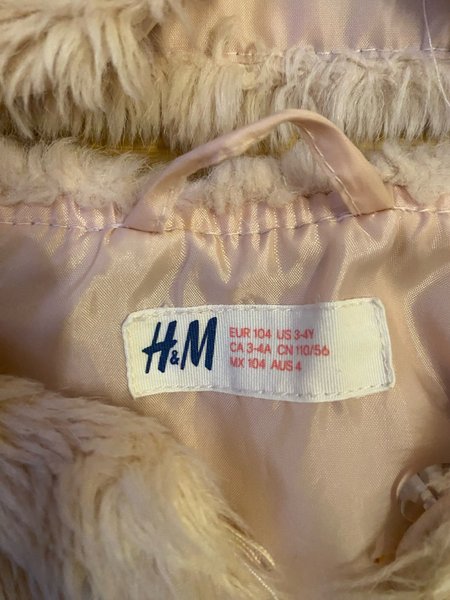 H&M
EUR 104 US 3-4Y
CA 3-4A CN 110/56
MX 104 AUS 4